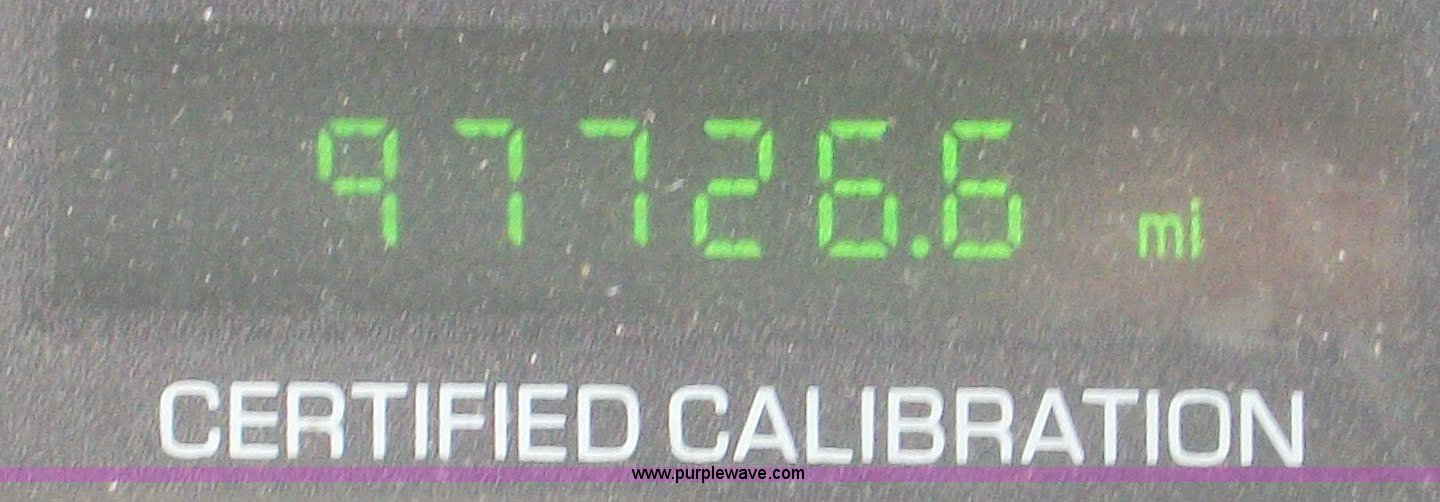 97726.6 mi
CERTIFIED CALIBRATION
www.purplewave.com